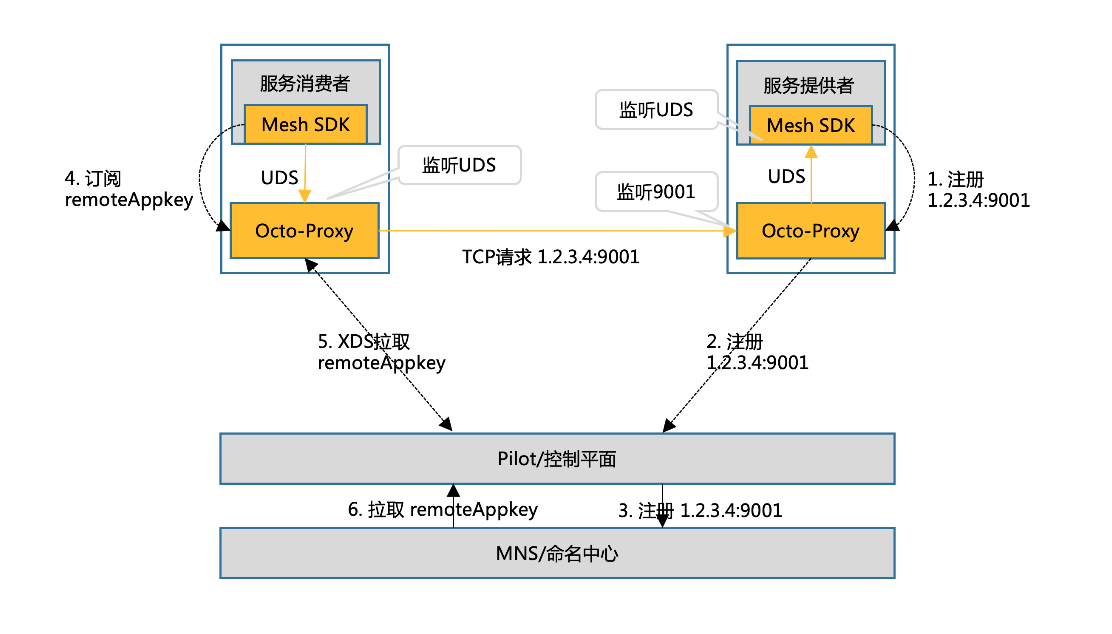 服务消费者
Mesh SDK
UDS
监听UDS
4. 订阅
remoteAppkey
Octo-Proxy
服务提供者
监听UDS
Mesh SDK
UDS
监听9001
1. 注册
1.2.3.4:9001
Octo-Proxy
TCP请求 1.2.3.4:9001
5. XDS拉取
remoteAppkey
2. 注册
1.2.3.4:9001
Pilot/控制平面
6. 拉取 remoteAppkey
3. 注册 1.2.3.4:9001
MNS/命名中心